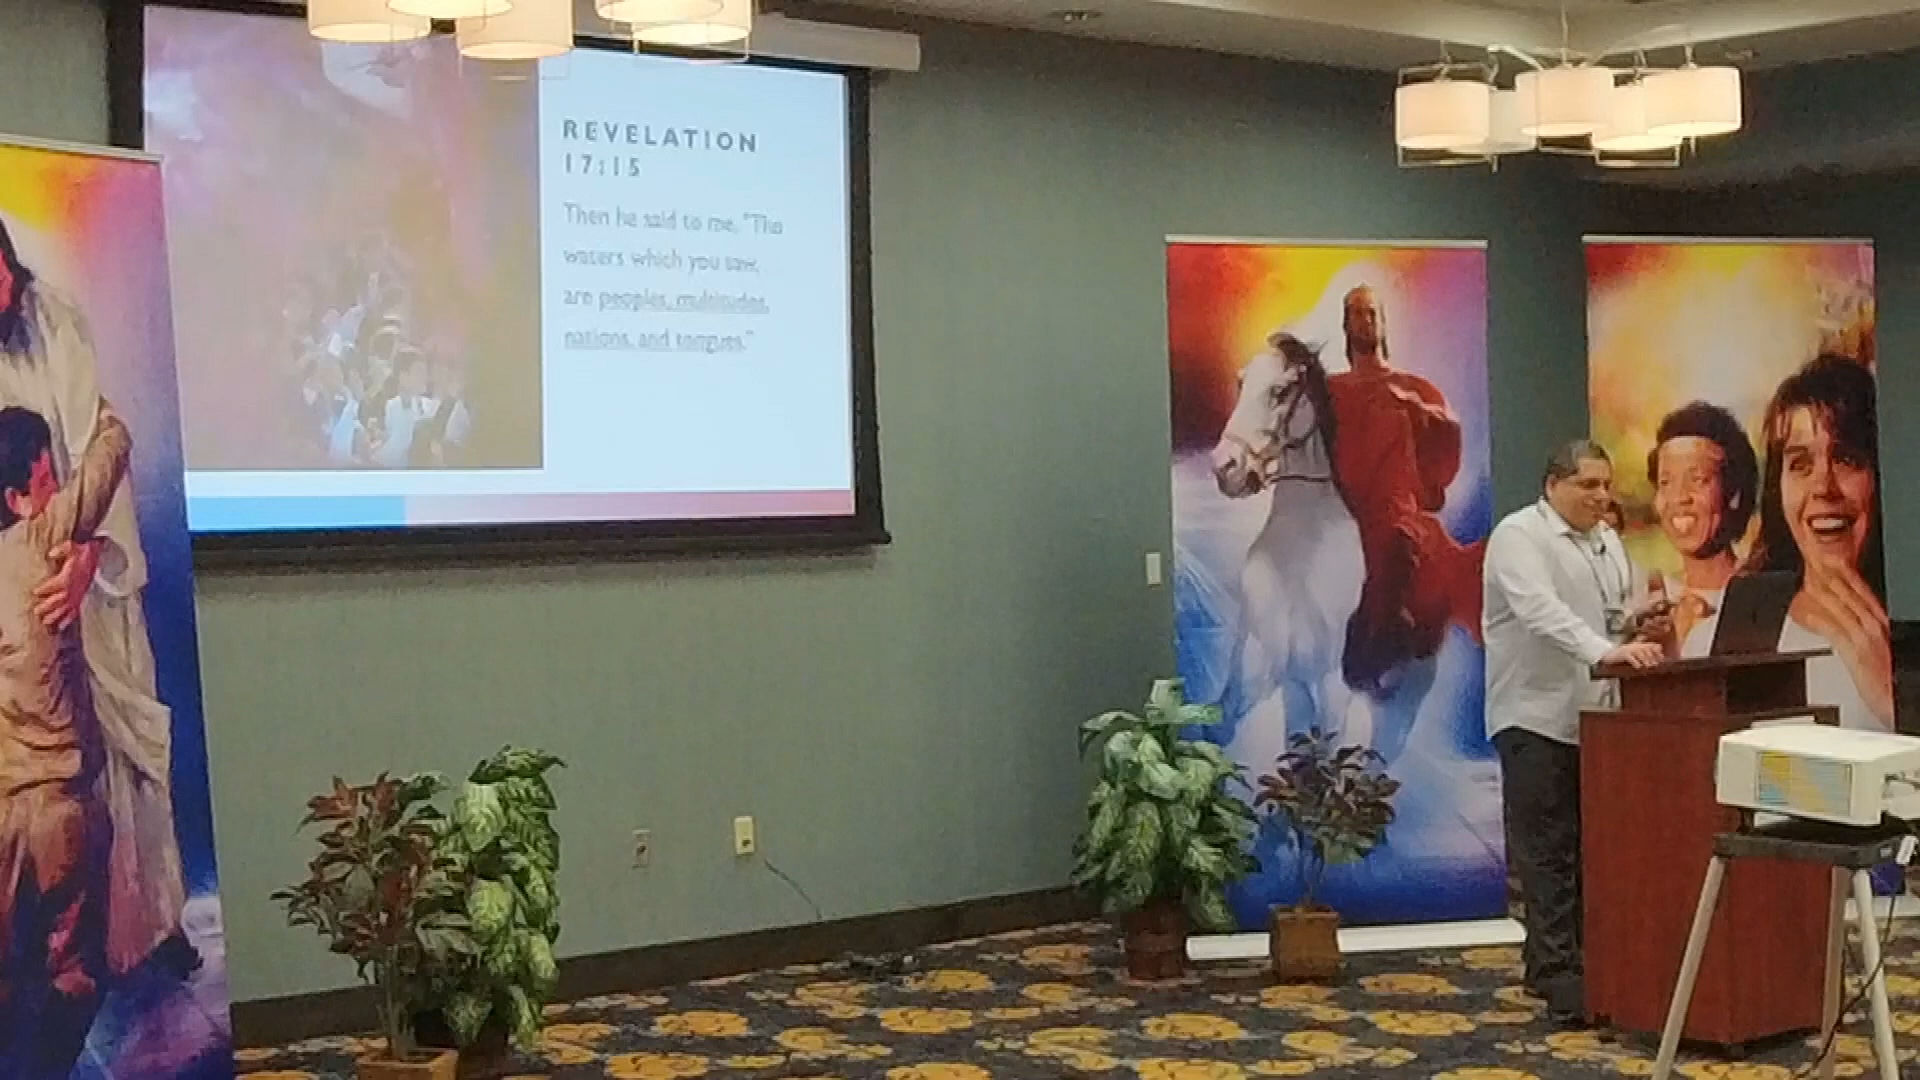 REVELATION
17:15
Then he said to me, "The
waters which you saw,
are peoples, multitudes,
nations, and tongues."